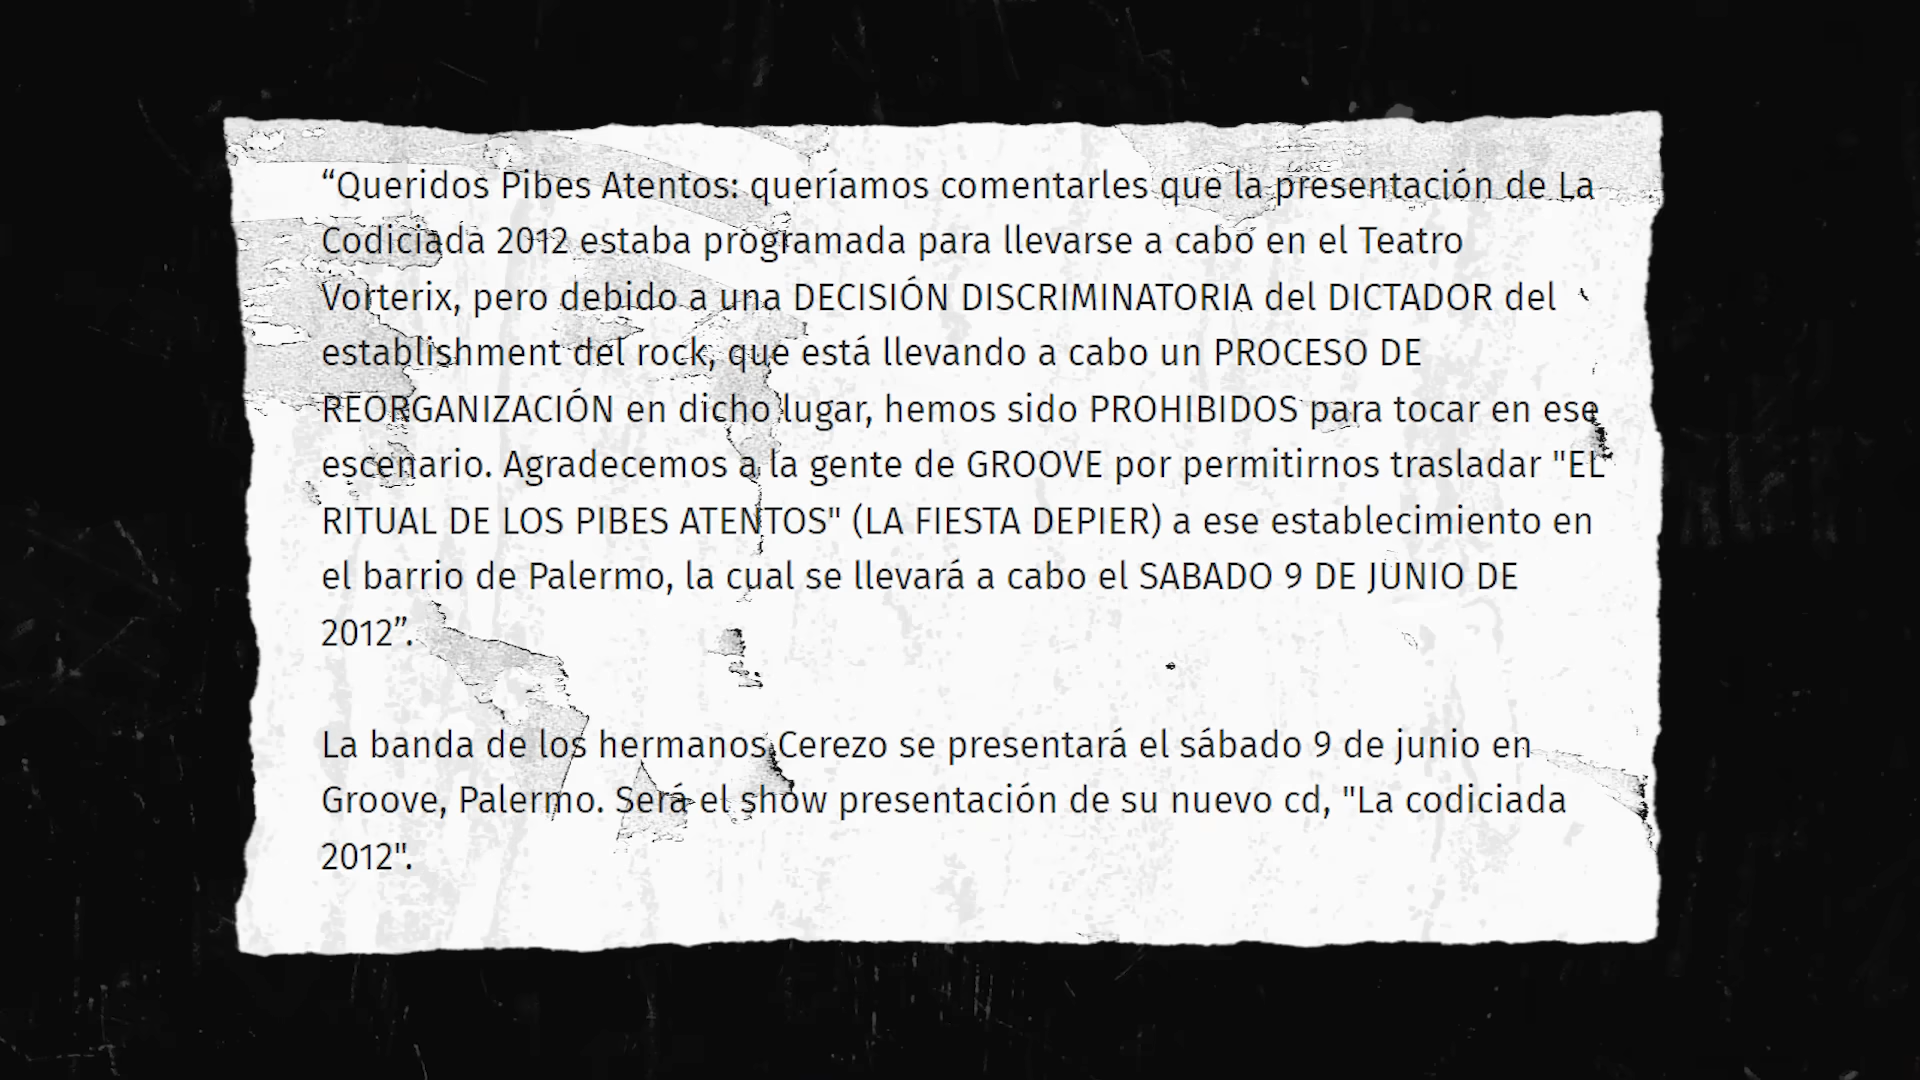 “Queridos Pibes Atentos: queríamos comentarles que la presentación de La
Codiciada 2012 estaba programada para llevarse a cabo en el Teatro
Vorterix, pero debido a una DECISIÓN DISCRIMINATORIA del DICTADOR del
establishment del rock, que está llevando a cabo un PROCESO DE
REORGANIZACIÓN en dicho lugar, hemos sido PROHIBIDOS para tocar en ese
escenario. Agradecemos a la gente de GROOVE por permitirnos trasladar "EL
RITUAL DE LOS PIBES ATENTOS" (LA FIESTA DEPIER) a ese establecimiento en
el barrio de Palermo, la cual se llevará a cabo el SABADO 9 DE JUNIO DE
2012”.
La banda de los hermanos Cerezo se presentará el sábado 9 de junio en
Groove, Palermo. Será el show presentación de su nuevo cd, "La codiciada
2012".